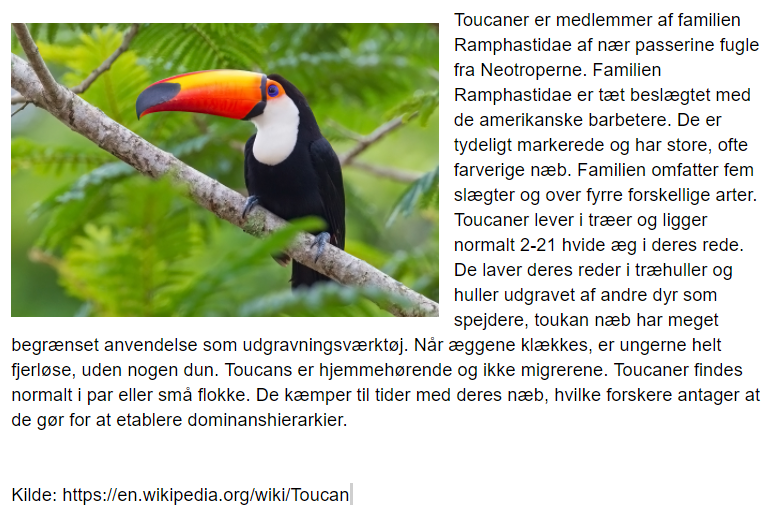 Toucaner er medlemmer af familien
Ramphastidae af nær passerine fugle
fra Neotroperne. Familien
Ramphastidae er tæt beslægtet med
de amerikanske barbetere. De er
tydeligt markerede og har store, ofte
farverige næb. Familien omfatter fem
slægter og over fyrre forskellige arter.
Toucaner lever i træer og ligger
normalt 2-21 hvide æg i deres rede.
De laver deres reder i træhuller og
huller udgravet af andre dyr som
spejdere, toukan næb har meget
begrænset anvendelse som udgravningsværktøj. Når æggene klækkes, er ungerne helt
fjerløse, uden nogen dun. Toucans er hjemmehørende og ikke migrerene. Toucaner findes
normalt i par eller små flokke. De kæmper til tider med deres næb, hvilke forskere antager at
de gør for at etablere dominanshierarkier.
Kilde: https://en.wikipedia.org/wiki/Toucan